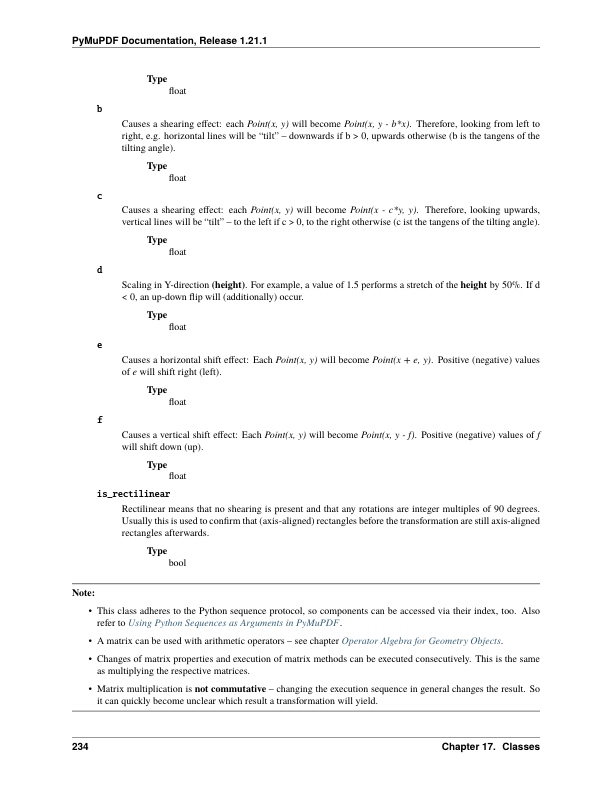 PyMuPDF Documentation, Release 1.21.1
Type
float
b
Causes a shearing effect: each Point(x, y) will become Point(x, y - b*x). Therefore, looking from left to
right, e.g. horizontal lines will be “tilt” – downwards if b > 0, upwards otherwise (b is the tangens of the
tilting angle).
Type
float
c
Causes a shearing effect: each Point(x, y) will become Point(x - c*y, y). Therefore, looking upwards,
vertical lines will be “tilt” – to the left if c > 0, to the right otherwise (c ist the tangens of the tilting angle).
Type
float
d
Scaling in Y-direction (height). For example, a value of 1.5 performs a stretch of the height by 50%. If d
< 0, an up-down flip will (additionally) occur.
Type
float
e
Causes a horizontal shift effect: Each Point(x, y) will become Point(x + e, y). Positive (negative) values
of e will shift right (left).
Type
float
f
Causes a vertical shift effect: Each Point(x, y) will become Point(x, y - f). Positive (negative) values of f
will shift down (up).
Type
float
is_rectilinear
Rectilinear means that no shearing is present and that any rotations are integer multiples of 90 degrees.
Usually this is used to confirm that (axis-aligned) rectangles before the transformation are still axis-aligned
rectangles afterwards.
Type
bool
Note:
• This class adheres to the Python sequence protocol, so components can be accessed via their index, too. Also
refer to Using Python Sequences as Arguments in PyMuPDF.
• A matrix can be used with arithmetic operators – see chapter Operator Algebra for Geometry Objects.
• Changes of matrix properties and execution of matrix methods can be executed consecutively. This is the same
as multiplying the respective matrices.
• Matrix multiplication is not commutative – changing the execution sequence in general changes the result. So
it can quickly become unclear which result a transformation will yield.
234 Chapter 17. Classes